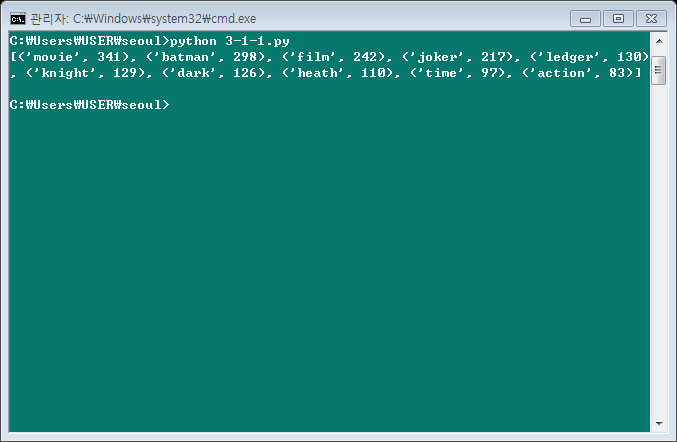 관리자: C:₩Windows₩system32₩cmd.exe
C:₩Users₩USER₩seoul>python 3-1-1.py
[('movie', 341), ('batman', 298), ('film', 242), ('joker', 217), ('ledger', 130)
, ('knight', 129), ('dark', 126), ('heath', 110), ('time', 97), ('action', 83)]
C:₩Users₩USER₩seoul>